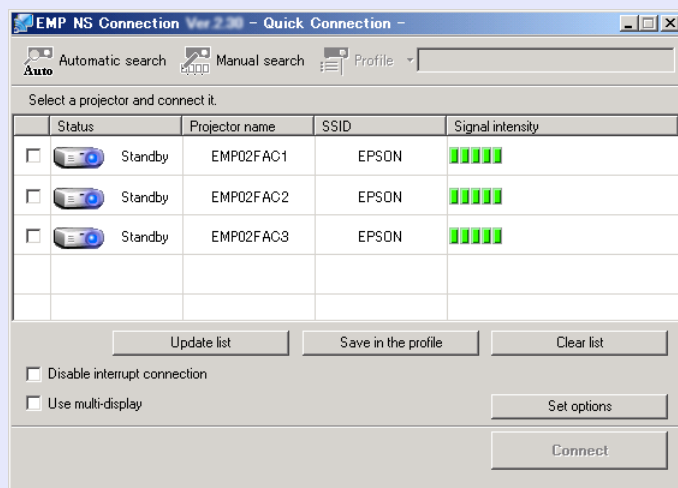 EMP NS Connection Ver.2.30 - Quick Connection -
Auto Automatic search Manual search Profile
Select a projector and connect it.
Status Projector name SSID Signal intensity
Standby EMP02FAC1 EPSON
Standby EMP02FAC2 EPSON
Standby EMP02FAC3 EPSON
Update list Save in the profile Clear list
Disable interrupt connection
Use multi-display
Set options
Connect